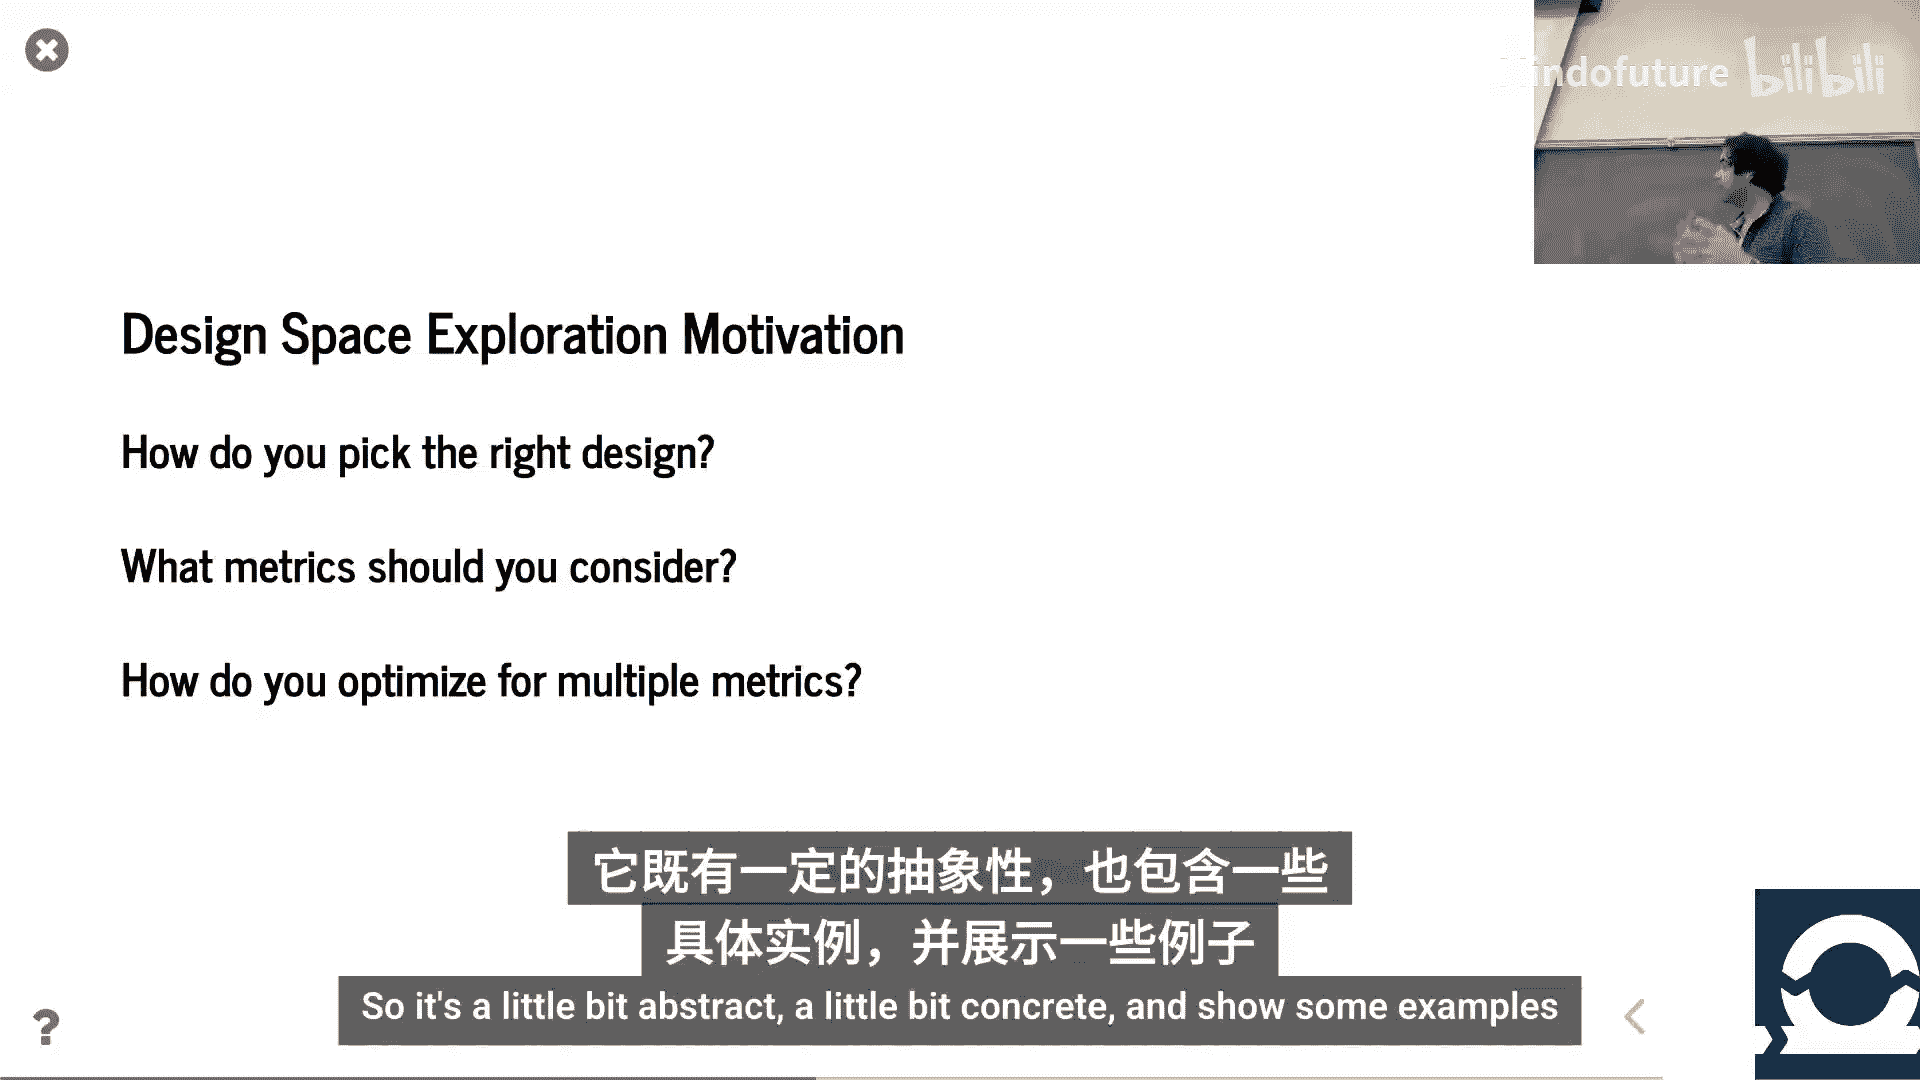 indofuture bilibili
Design Space Exploration Motivation
How do you pick the right design?
What metrics should you consider?
How do you optimize for multiple metrics?
它既有一定的抽象性，也包含一些
具体实例，并展示一些例子
So it's a little bit abstract, a little bit concrete, and show some examples
?